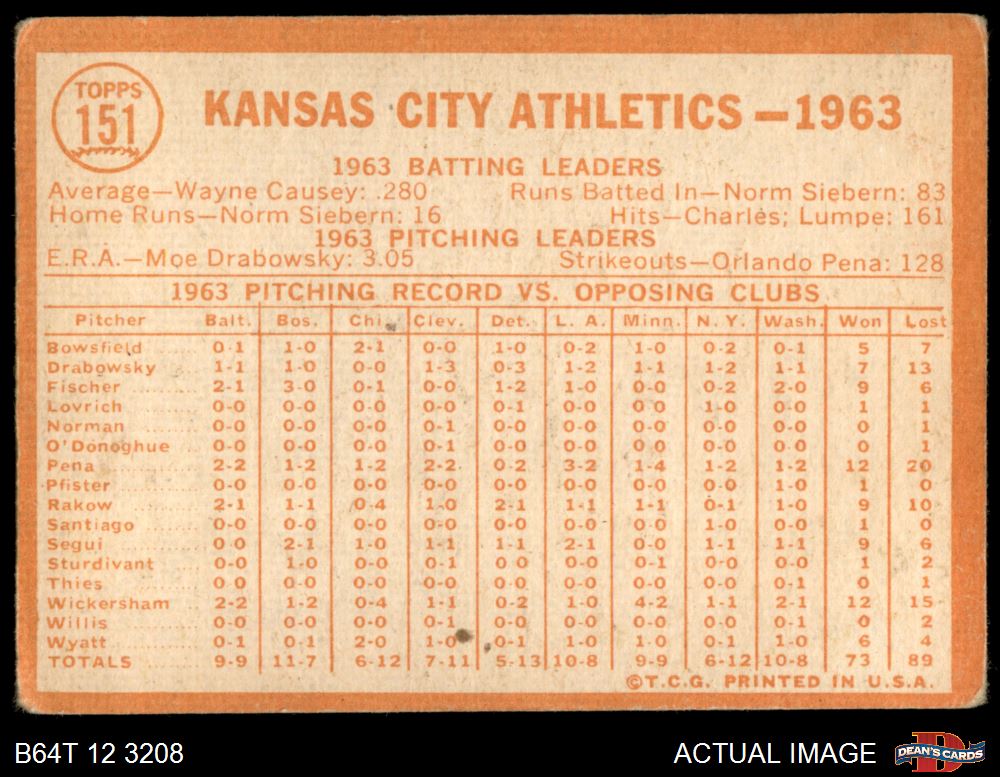 TOPPS
151
KANSAS CITY ATHLETICS — 1963
1963 BATTING LEADERS
Average—Wayne Causey: .280 Runs Batted In—Norm Siebern: 83
Home Runs—Norm Siebern: 16 Hits—Charles; Lumpe: 161
1963 PITCHING LEADERS
E.R.A.—Moe Drabowsky: 3.05 Strikeouts—Orlando Pena: 128
1963 PITCHING RECORD VS. OPPOSING CLUBS
Pitcher Balt. Bos. Chi. Clev. Det. L. A. Minn. N. Y. Wash. Won Lost
Bowsfield 0-1 1-0 2-1 0-0 1-0 0-2 1-0 0-2 0-1 5 7
Drabowsky 1-1 1-0 0-0 1-3 0-3 1-2 1-1 1-2 1-1 7 13
Fischer 2-1 3-0 0-1 0-0 1-2 1-0 0-0 0-2 2-0 9 6
Lovrich 0-0 0-0 0-0 0-0 0-1 0-0 0-0 1-0 0-0 1 1
Norman 0-0 0-0 0-0 0-1 0-0 0-0 0-0 0-0 0-0 0 1
O'Donoghue 0-0 0-0 0-0 0-1 0-0 0-0 0-0 0-0 0-0 0 1
Pena 2-2 1-2 1-2 2-2 0-2 3-2 1-4 1-2 1-2 12 20
Pfister 0-0 0-0 0-0 0-0 0-0 0-0 0-0 0-0 1-0 1 0
Rakow 2-1 1-1 0-4 1-0 2-1 1-1 1-1 0-1 1-0 9 10
Santiago 0-0 0-0 0-0 0-0 0-0 0-0 0-0 1-0 0-0 1 0
Segui 0-0 2-1 1-0 1-1 1-1 2-1 0-0 1-1 1-1 9 6
Sturdivant 0-0 1-0 0-0 0-1 0 0 0-0 0-1 0-0 0-0 1 2
Thies 0-0 0-0 0-0 0-0 0-0 0-0 0-0 0-0 0-1 0 1
Wickersham 2-2 1-2 0-4 1-1 0-2 1-0 4-2 1-1 2-1 12 15
Willis 0-0 0-1 0-0 0-0 0-0 0-0 0-0 0-0 0-1 0 2
Wyatt 0-1 0-1 2-0 1-0 0-1 1-0 1-0 0-1 1-0 6 4
TOTALS 9-9 11-7 6-12 7-11 5-13 10-8 9-9 6-12 10-8 73 89
©T.C.G. PRINTED IN U.S.A.
B64T 12 3208 ACTUAL IMAGE DEAN'S CARDS